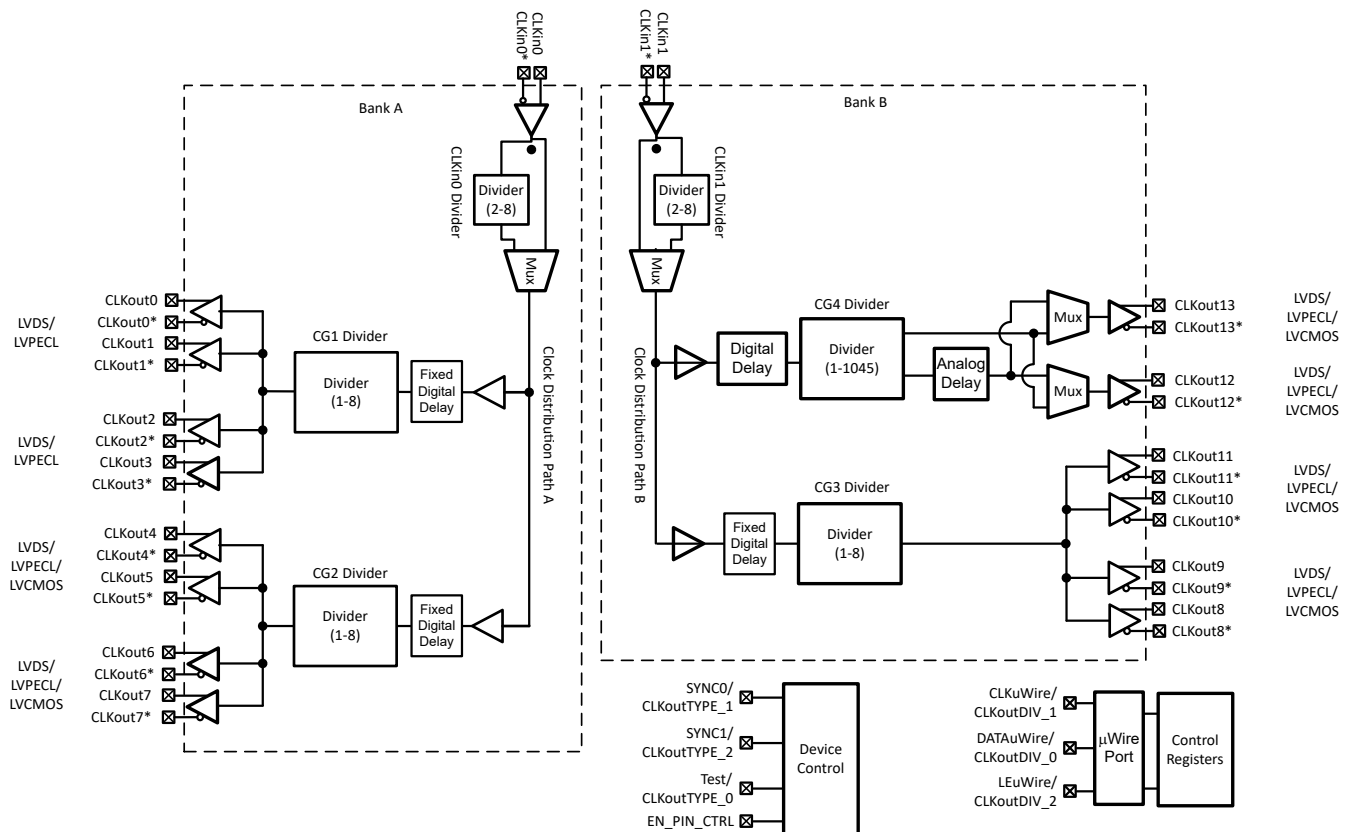 CLKin0*
CLKin0
CLKin1*
CLKin1
Bank A
Bank B
CLKin0 Divider
Divider
(2-8)
Mux
Divider
(2-8)
CLKin1 Divider
Mux
LVDS/
LVPECL
CLKout0
CLKout0*
CLKout1
CLKout1*
LVDS/
LVPECL
CLKout2
CLKout2*
CLKout3
CLKout3*
CG1 Divider
Divider
(1-8)
Fixed
Digital
Delay
Clock Distribution Path A
LVDS/
LVPECL/
LVCMOS
CLKout4
CLKout4*
CLKout5
CLKout5*
LVDS/
LVPECL/
LVCMOS
CLKout6
CLKout6*
CLKout7
CLKout7*
CG2 Divider
Divider
(1-8)
Fixed
Digital
Delay
Clock Distribution Path B
Digital
Delay
CG4 Divider
Divider
(1-1045)
Analog
Delay
Mux
Mux
CLKout13
CLKout13*
LVDS/
LVPECL/
LVCMOS
CLKout12
CLKout12*
LVDS/
LVPECL/
LVCMOS
Fixed
Digital
Delay
CG3 Divider
Divider
(1-8)
CLKout11
CLKout11*
CLKout10
CLKout10*
LVDS/
LVPECL/
LVCMOS
CLKout9
CLKout9*
CLKout8
CLKout8*
LVDS/
LVPECL/
LVCMOS
SYNC0/
CLKoutTYPE_1
SYNC1/
CLKoutTYPE_2
Test/
CLKoutTYPE_0
EN_PIN_CTRL
Device
Control
CLKuWire/
CLKoutDIV_1
DATAuWire/
CLKoutDIV_0
LEuWire/
CLKoutDIV_2
µWire
Port
Control
Registers